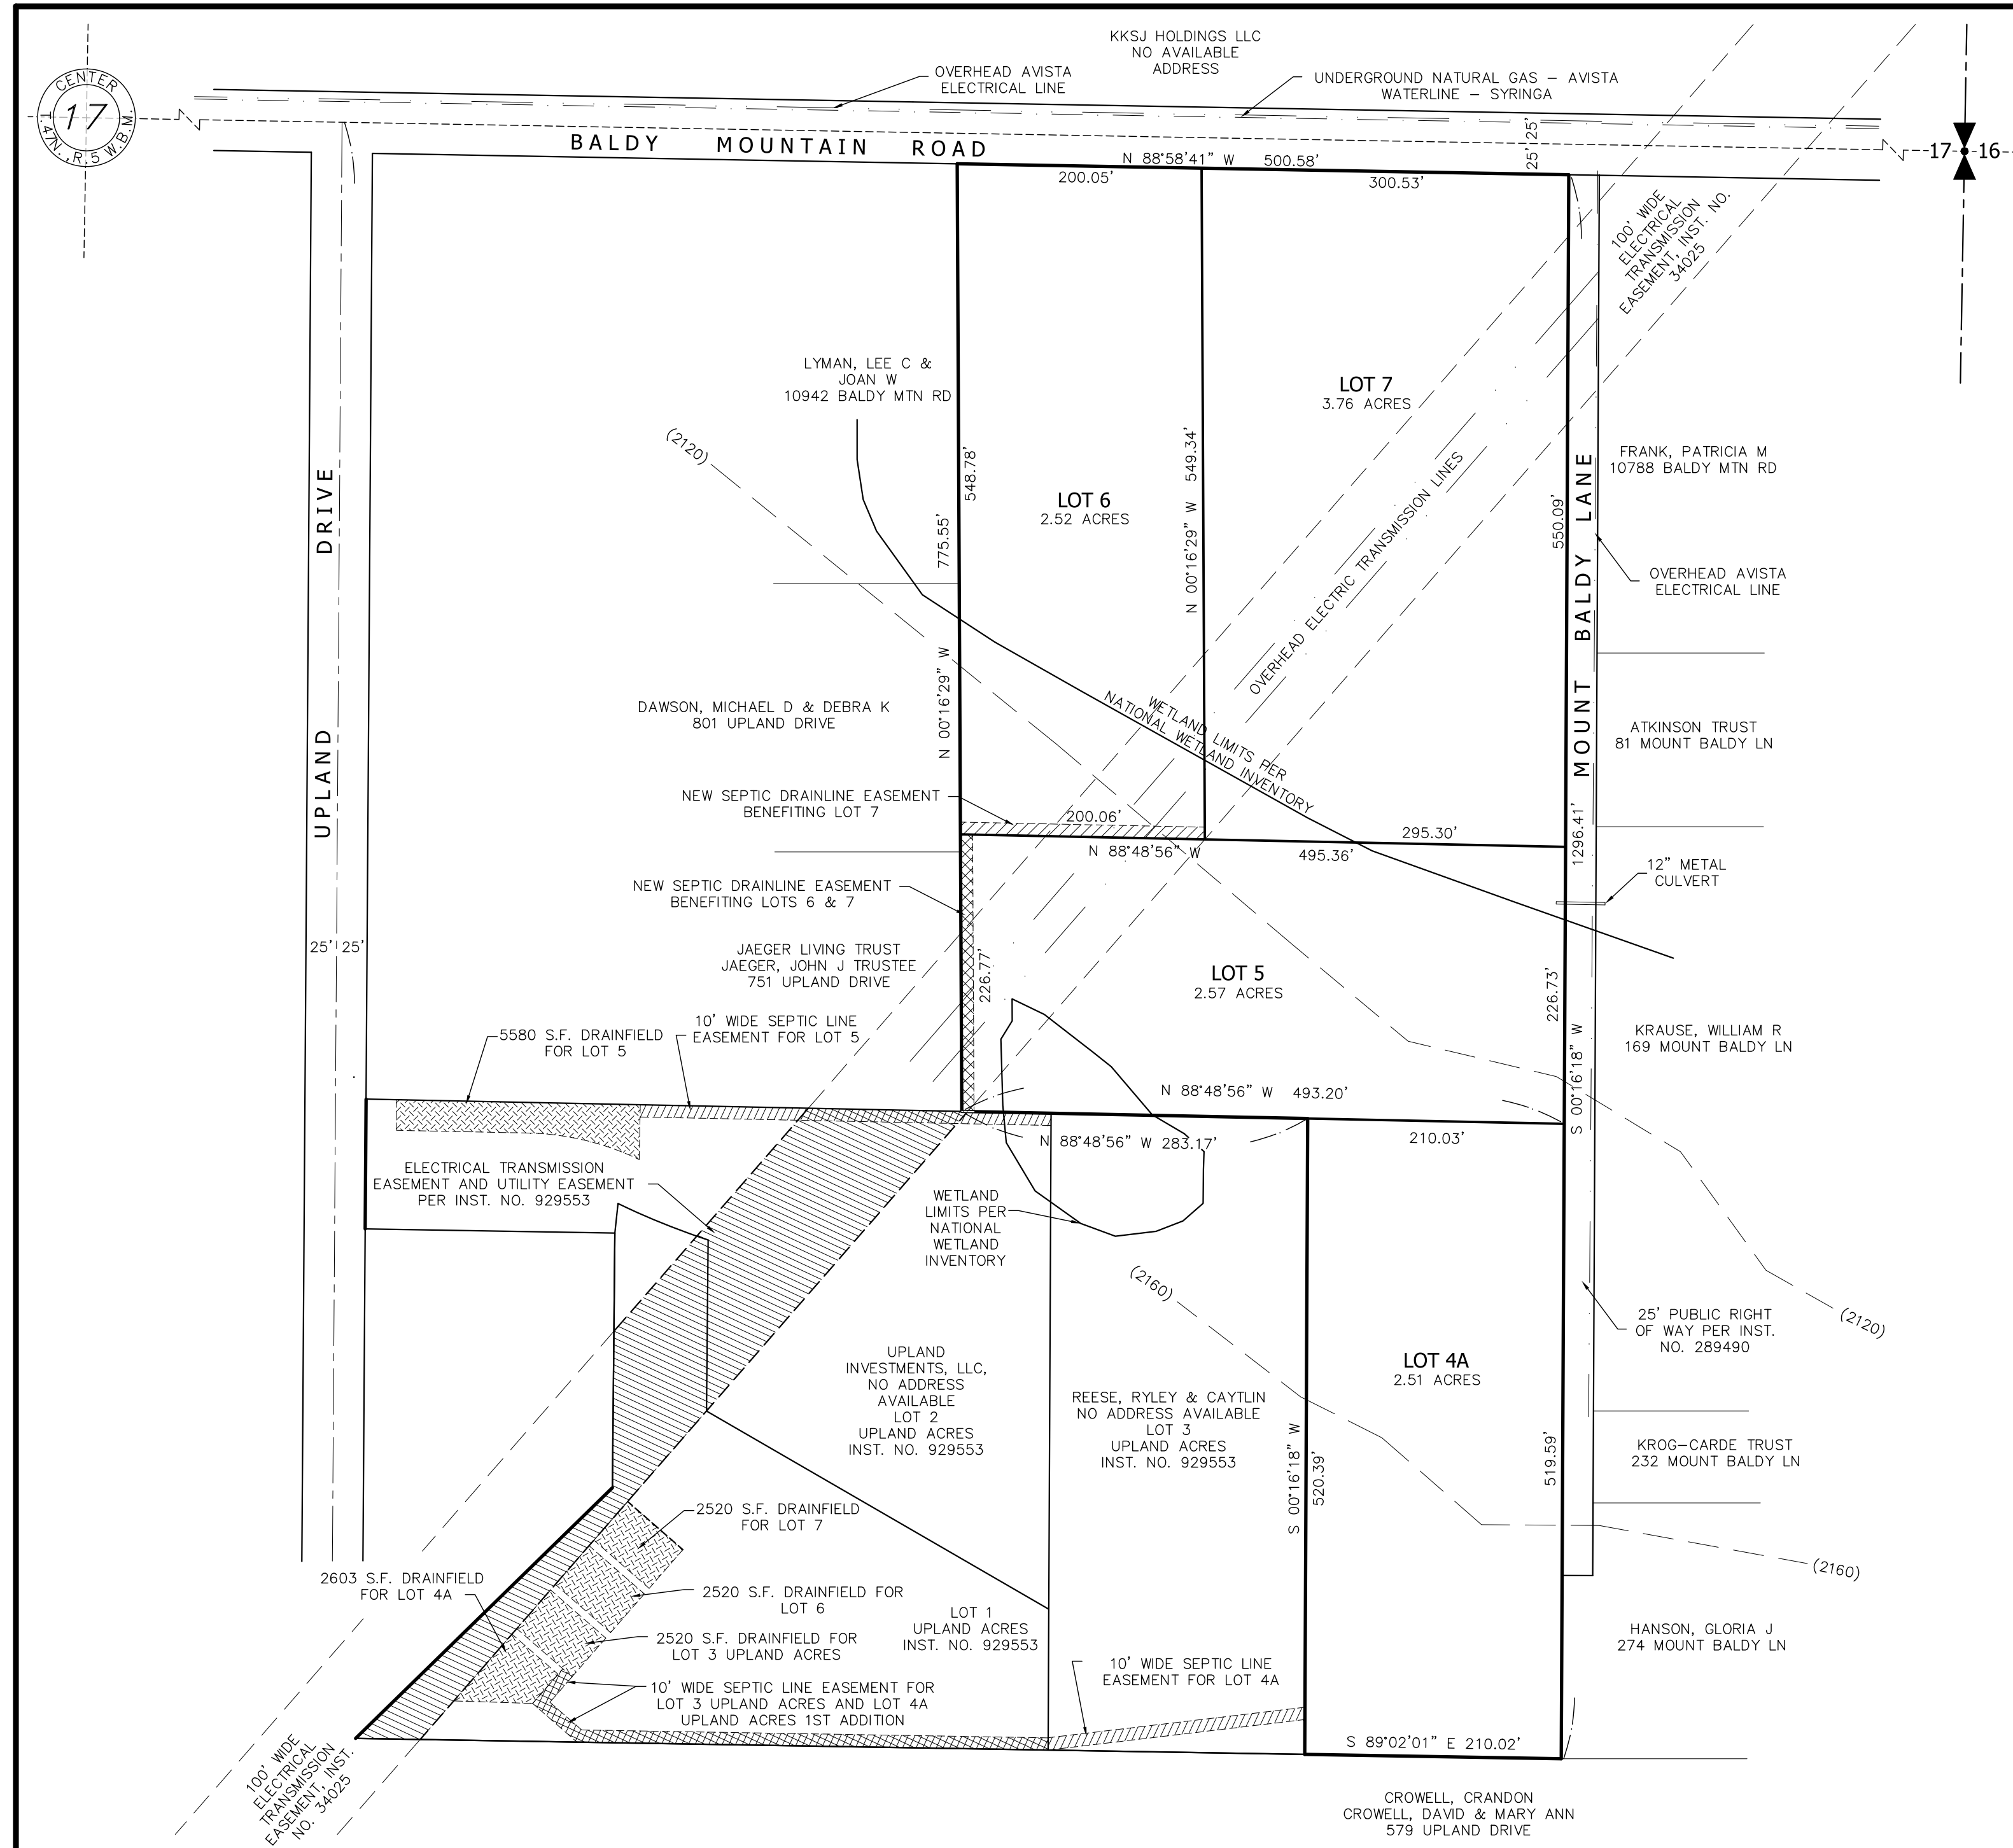 KKSJ HOLDINGS LLC
NO AVAILABLE
ADDRESS
OVERHEAD AVISTA
ELECTRICAL LINE
UNDERGROUND NATURAL GAS – AVISTA
WATERLINE – SYRINGA
CENTER
17
T.47N., R.5 W.B.M.
BALDY MOUNTAIN ROAD
N 88°58'41" W 500.58'
25' 25'
17 16
200.05'
300.53'
100' WIDE
ELECTRICAL
TRANSMISSION
EASEMENT, INST. NO.
34025
LYMAN, LEE C &
JOAN W
10942 BALDY MTN RD
LOT 7
3.76 ACRES
(2120)
548.78'
775.55'
N 00°16'29" W
LOT 6
2.52 ACRES
N 00°16'29" W 549.34'
OVERHEAD ELECTRIC TRANSMISSION LINES
550.09'
MOUNT BALDY LANE
FRANK, PATRICIA M
10788 BALDY MTN RD
OVERHEAD AVISTA
ELECTRICAL LINE
UPLAND DRIVE
DAWSON, MICHAEL D & DEBRA K
801 UPLAND DRIVE
WETLAND LIMITS PER
NATIONAL WETLAND INVENTORY
ATKINSON TRUST
81 MOUNT BALDY LN
NEW SEPTIC DRAINLINE EASEMENT
BENEFITING LOT 7
200.06'
295.30'
N 88°48'56" W 495.36'
1296.41'
S 00°16'18" W
12" METAL
CULVERT
NEW SEPTIC DRAINLINE EASEMENT
BENEFITING LOTS 6 & 7
25' 25'
JAEGER LIVING TRUST
JAEGER, JOHN J TRUSTEE
751 UPLAND DRIVE
226.77'
LOT 5
2.57 ACRES
226.73'
KRAUSE, WILLIAM R
169 MOUNT BALDY LN
5580 S.F. DRAINFIELD
FOR LOT 5
10' WIDE SEPTIC LINE
EASEMENT FOR LOT 5
N 88°48'56" W 493.20'
N 88°48'56" W 283.17'
210.03'
ELECTRICAL TRANSMISSION
EASEMENT AND UTILITY EASEMENT
PER INST. NO. 929553
WETLAND
LIMITS PER
NATIONAL
WETLAND
INVENTORY
(2160)
25' PUBLIC RIGHT
OF WAY PER INST.
NO. 289490
(2120)
UPLAND
INVESTMENTS, LLC,
NO ADDRESS
AVAILABLE
LOT 2
UPLAND ACRES
INST. NO. 929553
REESE, RYLEY & CAYTLIN
NO ADDRESS AVAILABLE
LOT 3
UPLAND ACRES
INST. NO. 929553
LOT 4A
2.51 ACRES
S 00°16'18" W
520.39'
519.59'
KROG–CARDE TRUST
232 MOUNT BALDY LN
(2160)
2520 S.F. DRAINFIELD
FOR LOT 7
2603 S.F. DRAINFIELD
FOR LOT 4A
2520 S.F. DRAINFIELD FOR
LOT 6
2520 S.F. DRAINFIELD FOR
LOT 3 UPLAND ACRES
LOT 1
UPLAND ACRES
INST. NO. 929553
HANSON, GLORIA J
274 MOUNT BALDY LN
10' WIDE SEPTIC LINE
EASEMENT FOR LOT 4A
10' WIDE SEPTIC LINE EASEMENT FOR
LOT 3 UPLAND ACRES AND LOT 4A
UPLAND ACRES 1ST ADDITION
S 89°02'01" E 210.02'
100' WIDE
ELECTRICAL
TRANSMISSION
EASEMENT, INST.
NO. 34025
CROWELL, CRANDON
CROWELL, DAVID & MARY ANN
579 UPLAND DRIVE